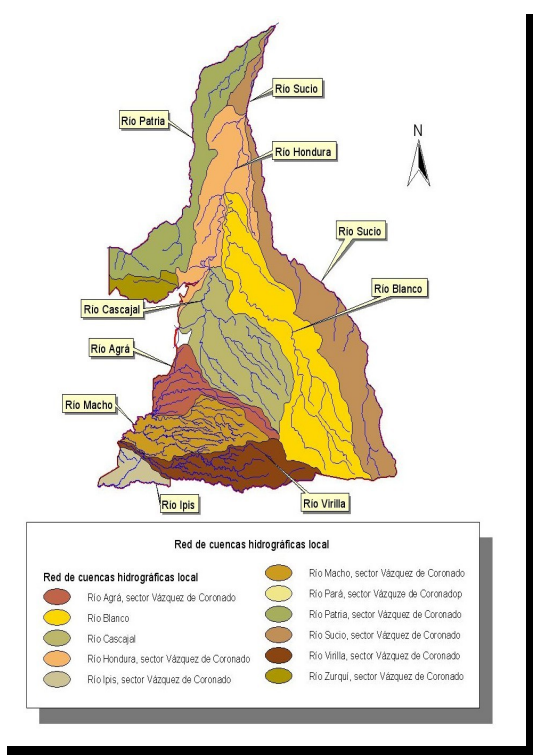 Río Sucio
Río Patria
N
Río Hondura
Río Sucio
Río Blanco
Río Cascajal
Río Agrá
Río Macho
Río Ipis
Río Virilla
Red de cuencas hidrográficas local
Red de cuencas hidrográficas local
Río Agrá, sector Vázquez de Coronado
Río Blanco
Río Cascajal
Río Hondura, sector Vázquez de Coronado
Río Ipis, sector Vázquez de Coronado
Río Macho, sector Vázquez de Coronado
Río Pará, sector Váquze de Coronadop
Río Patria, sector Vázquez de Coronado
Río Sucio, sector Vázquez de Coronado
Río Virilla, sector Vázquez de Coronado
Río Zurquí, sector Vázquez de Coronado